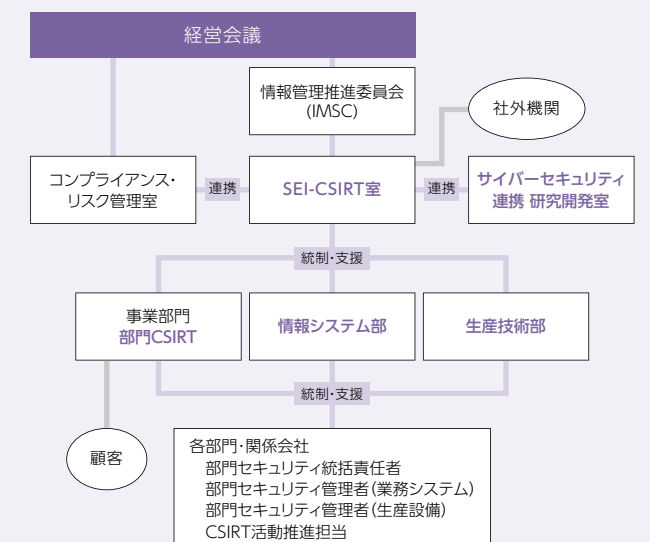 経営会議
情報管理推進委員会
(IMSC)
社外機関
コンプライアンス・
リスク管理室
連携
SEI-CSIRT室
連携
サイバーセキュリティ
連携 研究開発室
統制・支援
事業部門
部門CSIRT
情報システム部
生産技術部
統制・支援
顧客
各部門・関係会社
部門セキュリティ統括責任者
部門セキュリティ管理者(業務システム)
部門セキュリティ管理者(生産設備)
CSIRT活動推進担当